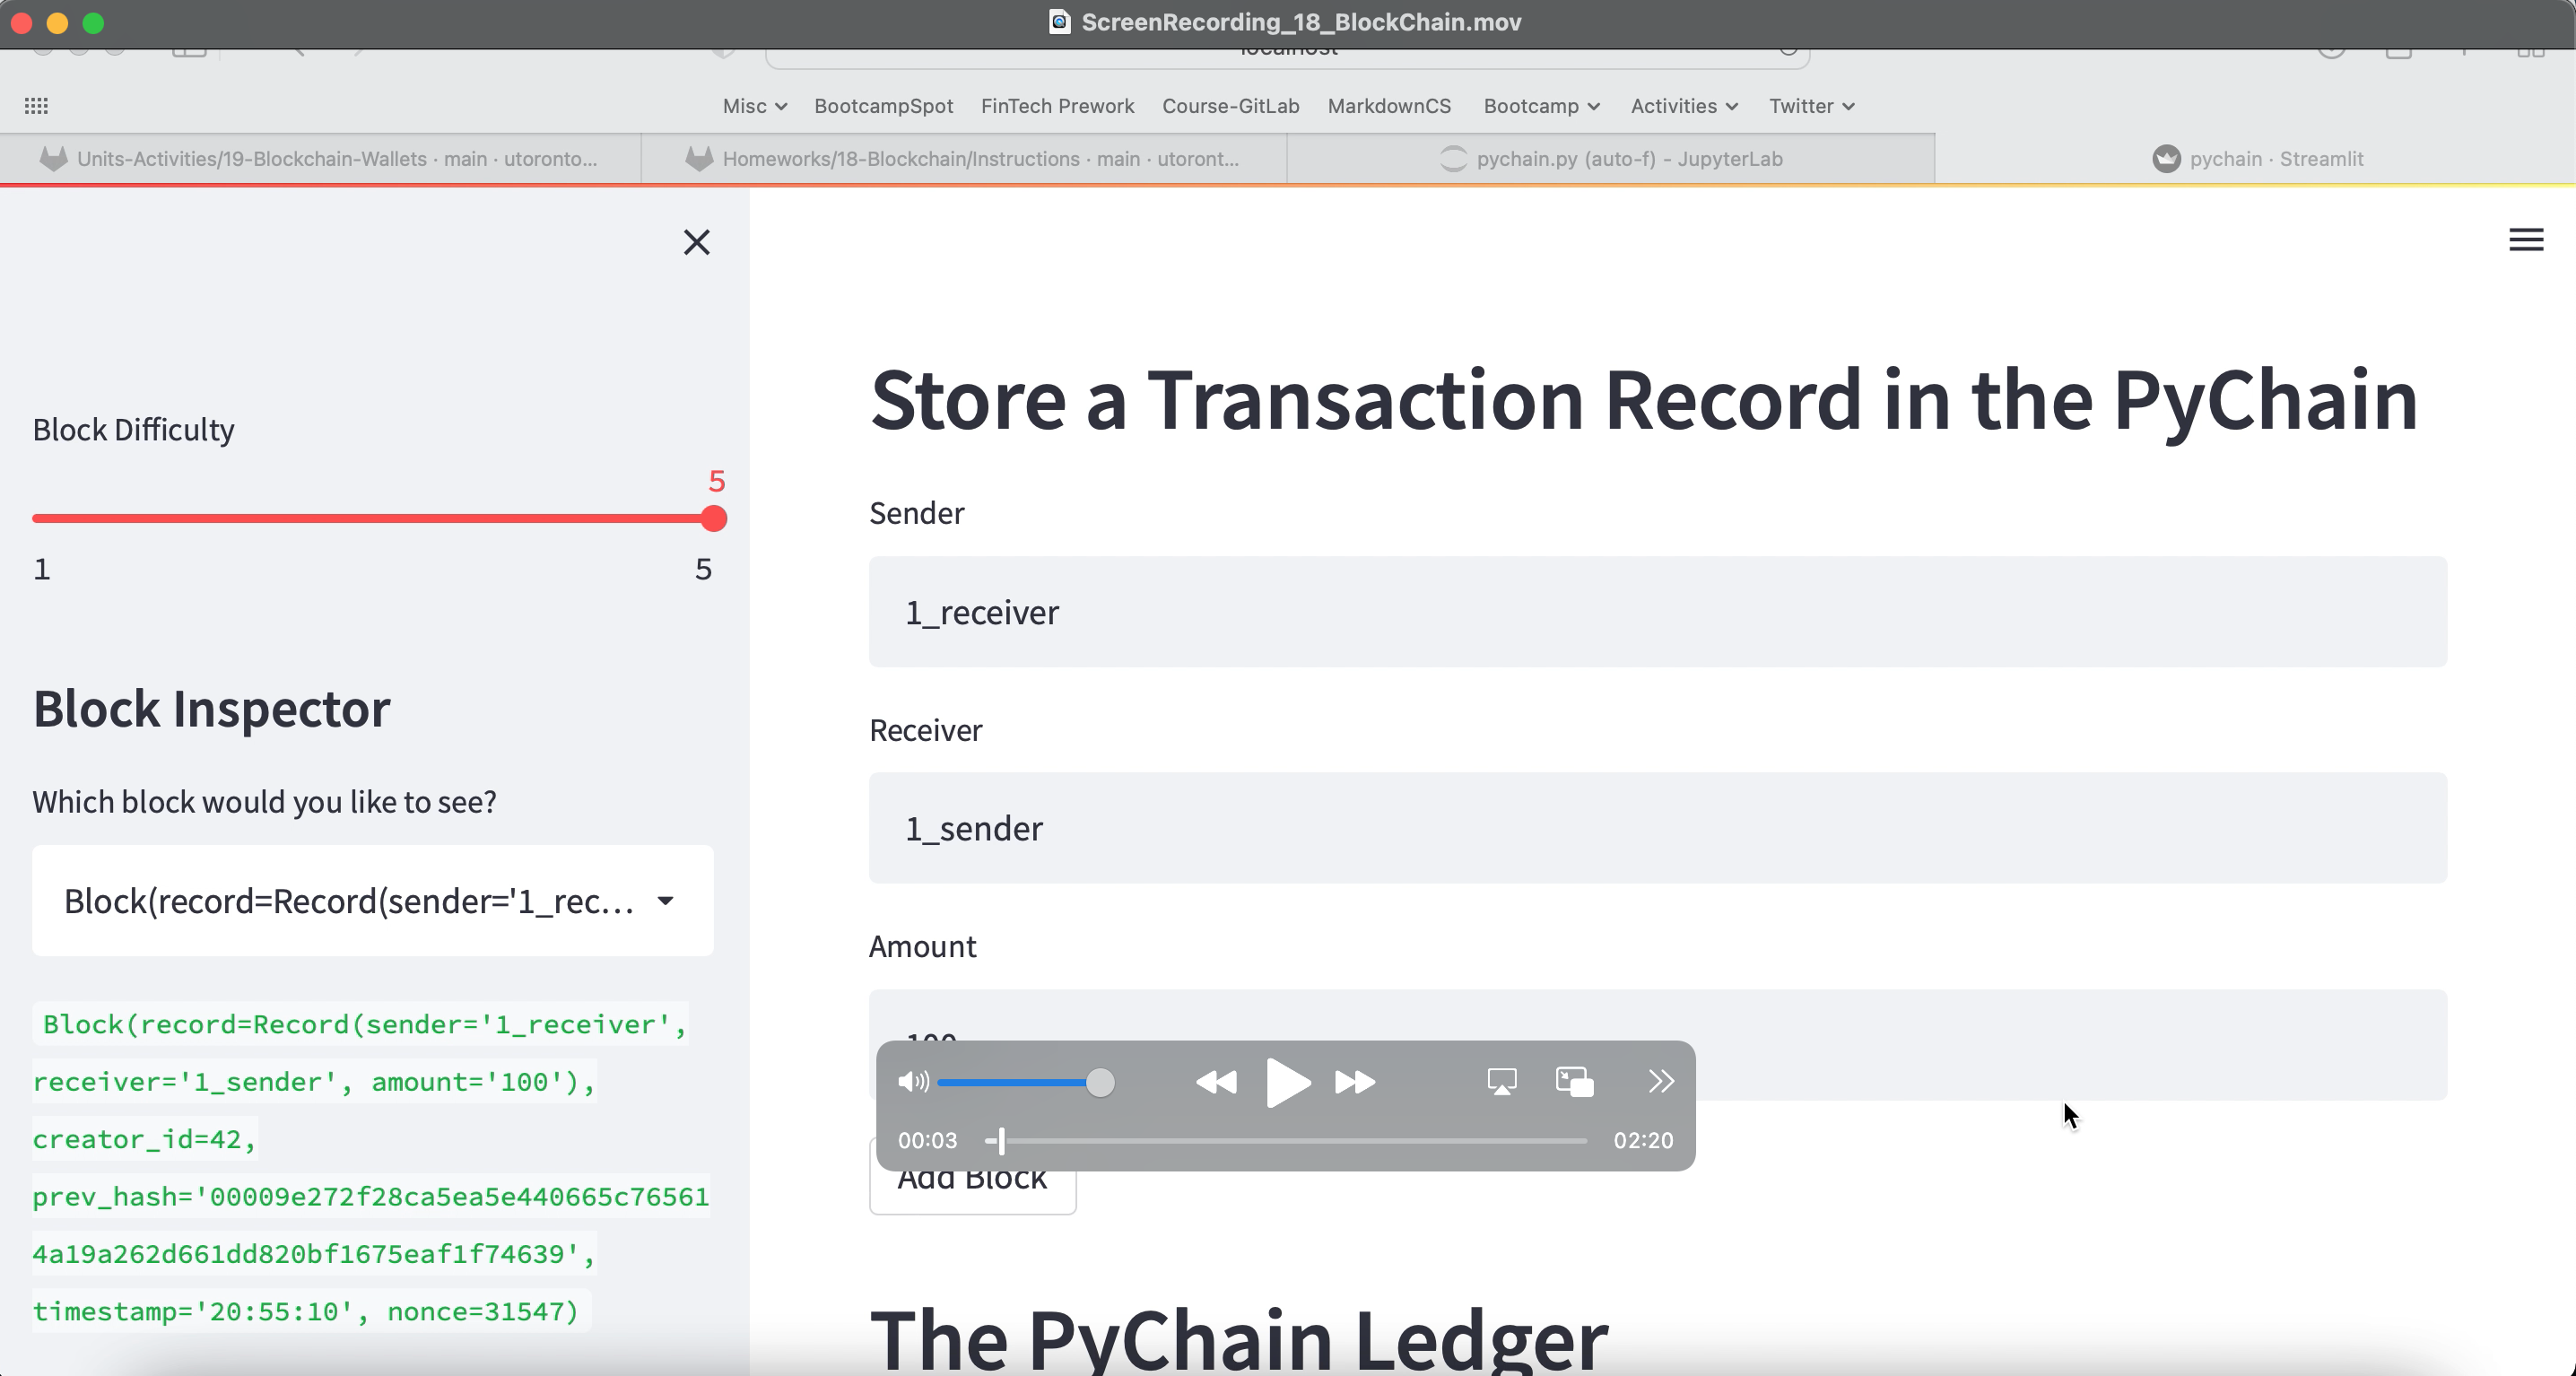 ScreenRecording_18_BlockChain.mov
localhost
Misc BootcampSpot FinTech Prework Course-GitLab MarkdownCS Bootcamp Activities Twitter
Units-Activities/19-Blockchain-Wallets · main · utoronto...
Homeworks/18-Blockchain/Instructions · main · utoront...
pychain.py (auto-f) - JupyterLab
pychain · Streamlit
Block Difficulty
5
1 5
Block Inspector
Which block would you like to see?
Block(record=Record(sender='1_rec...
Block(record=Record(sender='1_receiver',
receiver='1_sender', amount='100'),
creator_id=42,
prev_hash='00009e272f28ca5ea5e440665c76561
4a19a262d661dd820bf1675eaf1f74639',
timestamp='20:55:10', nonce=31547)
Store a Transaction Record in the PyChain
Sender
1_receiver
Receiver
1_sender
Amount
100
00:03 02:20
Add Block
The PyChain Ledger